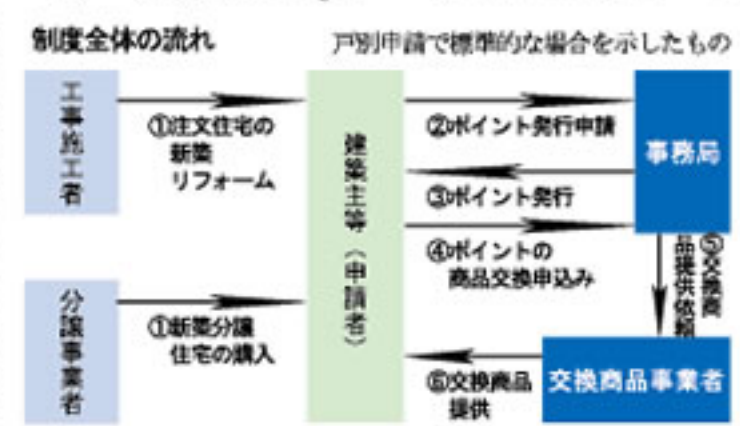 制度全体の流れ
戸別申請で標準的な場合を示したもの
工事施工者
①注文住宅の
新築
リフォーム
分譲事業者
①新築分譲
住宅の購入
建築主等（申請者）
②ポイント発行申請
③ポイント発行
④ポイントの
商品交換申込み
事務局
⑤交換商
品提供依頼
⑥交換商品
提供
交換商品事業者